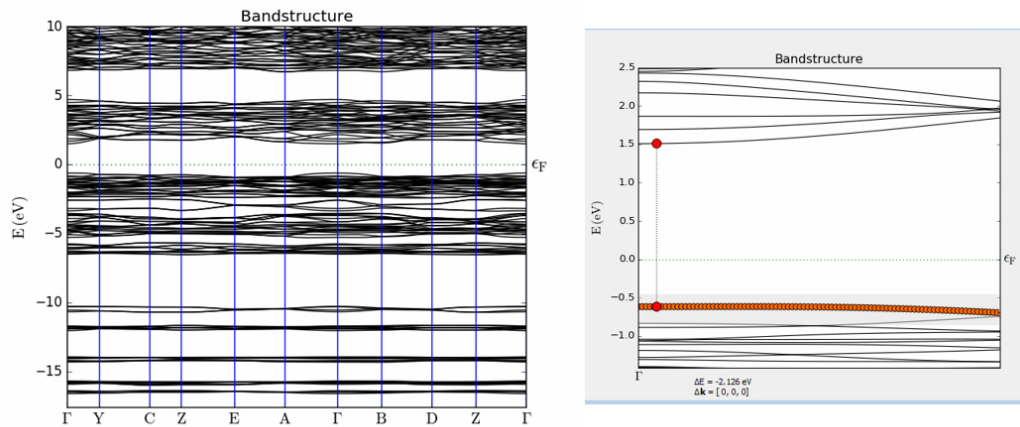 Bandstructure
10
5
0
−5
−10
−15
E (eV)
ϵF
Γ Y C Z E A Γ B D Z Γ
Bandstructure
2.5
2.0
1.5
1.0
0.5
0.0
−0.5
−1.0
E (eV)
ϵF
Γ
ΔE = -2.126 eV
Δk = [ 0, 0, 0]